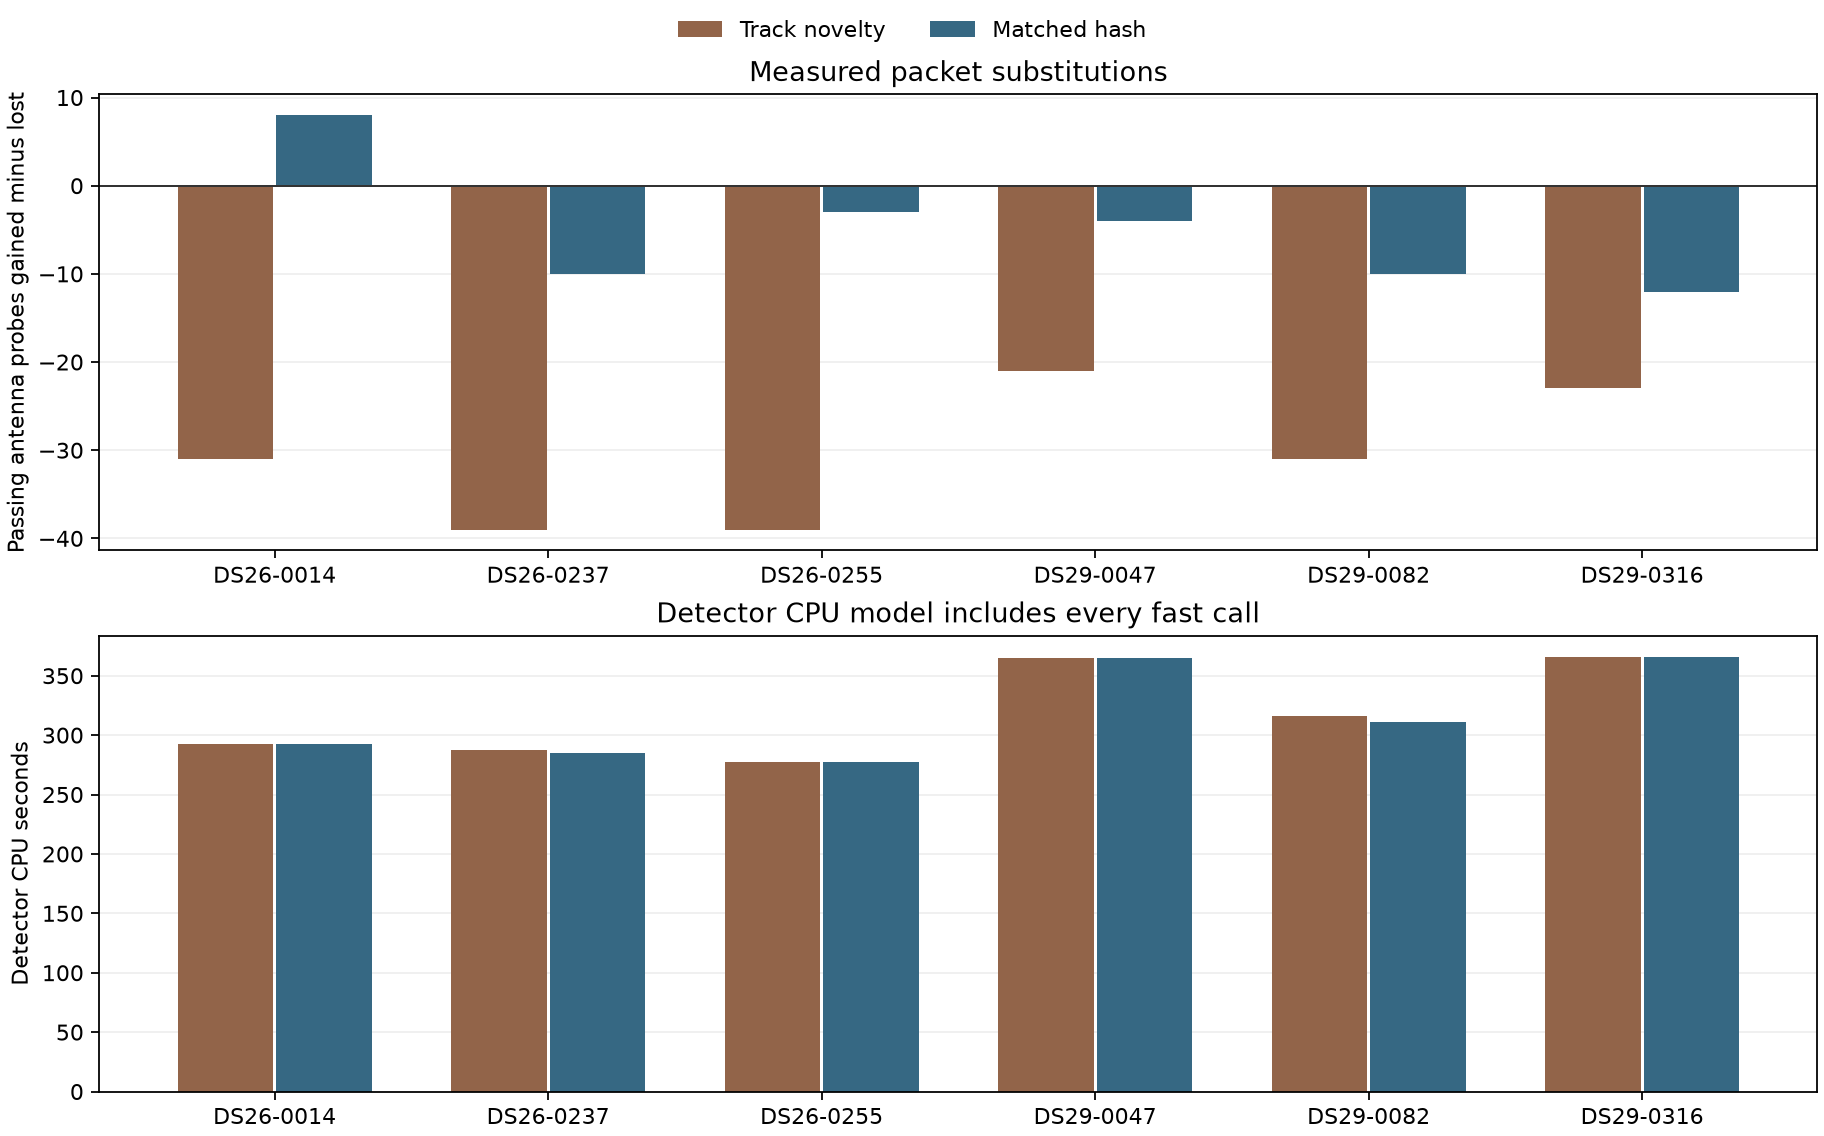 Track novelty Matched hash
Measured packet substitutions
Passing antenna probes gained minus lost
10
0
−10
−20
−30
−40
DS26-0014 DS26-0237 DS26-0255 DS29-0047 DS29-0082 DS29-0316
Detector CPU model includes every fast call
Detector CPU seconds
350
300
250
200
150
100
50
0
DS26-0014 DS26-0237 DS26-0255 DS29-0047 DS29-0082 DS29-0316